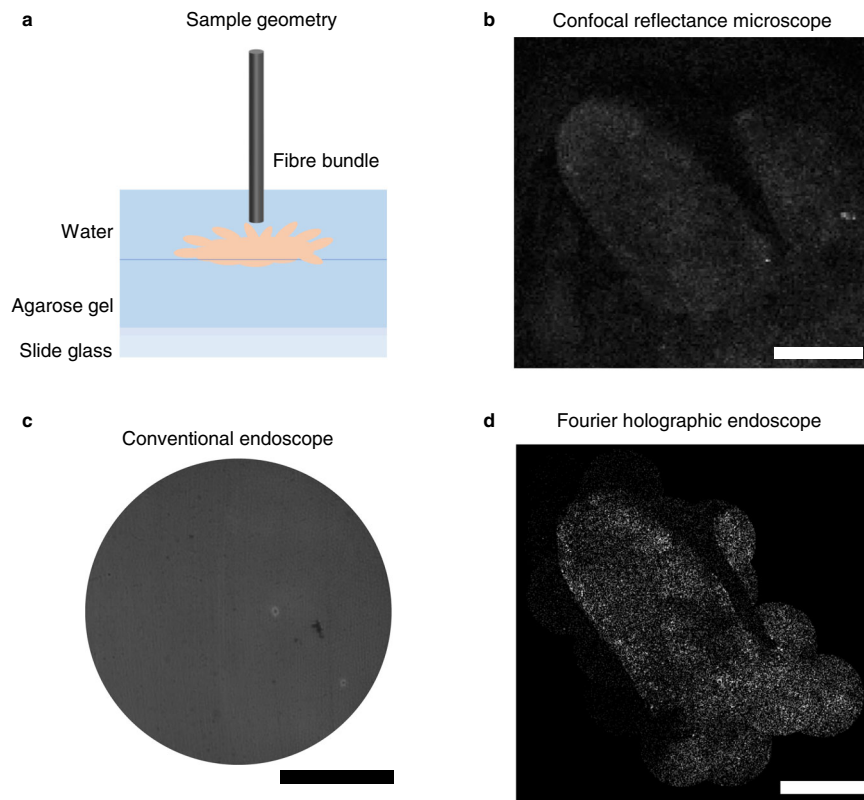 a
Sample geometry
Fibre bundle
Water
Agarose gel
Slide glass
b
Confocal reflectance microscope
c
Conventional endoscope
d
Fourier holographic endoscope